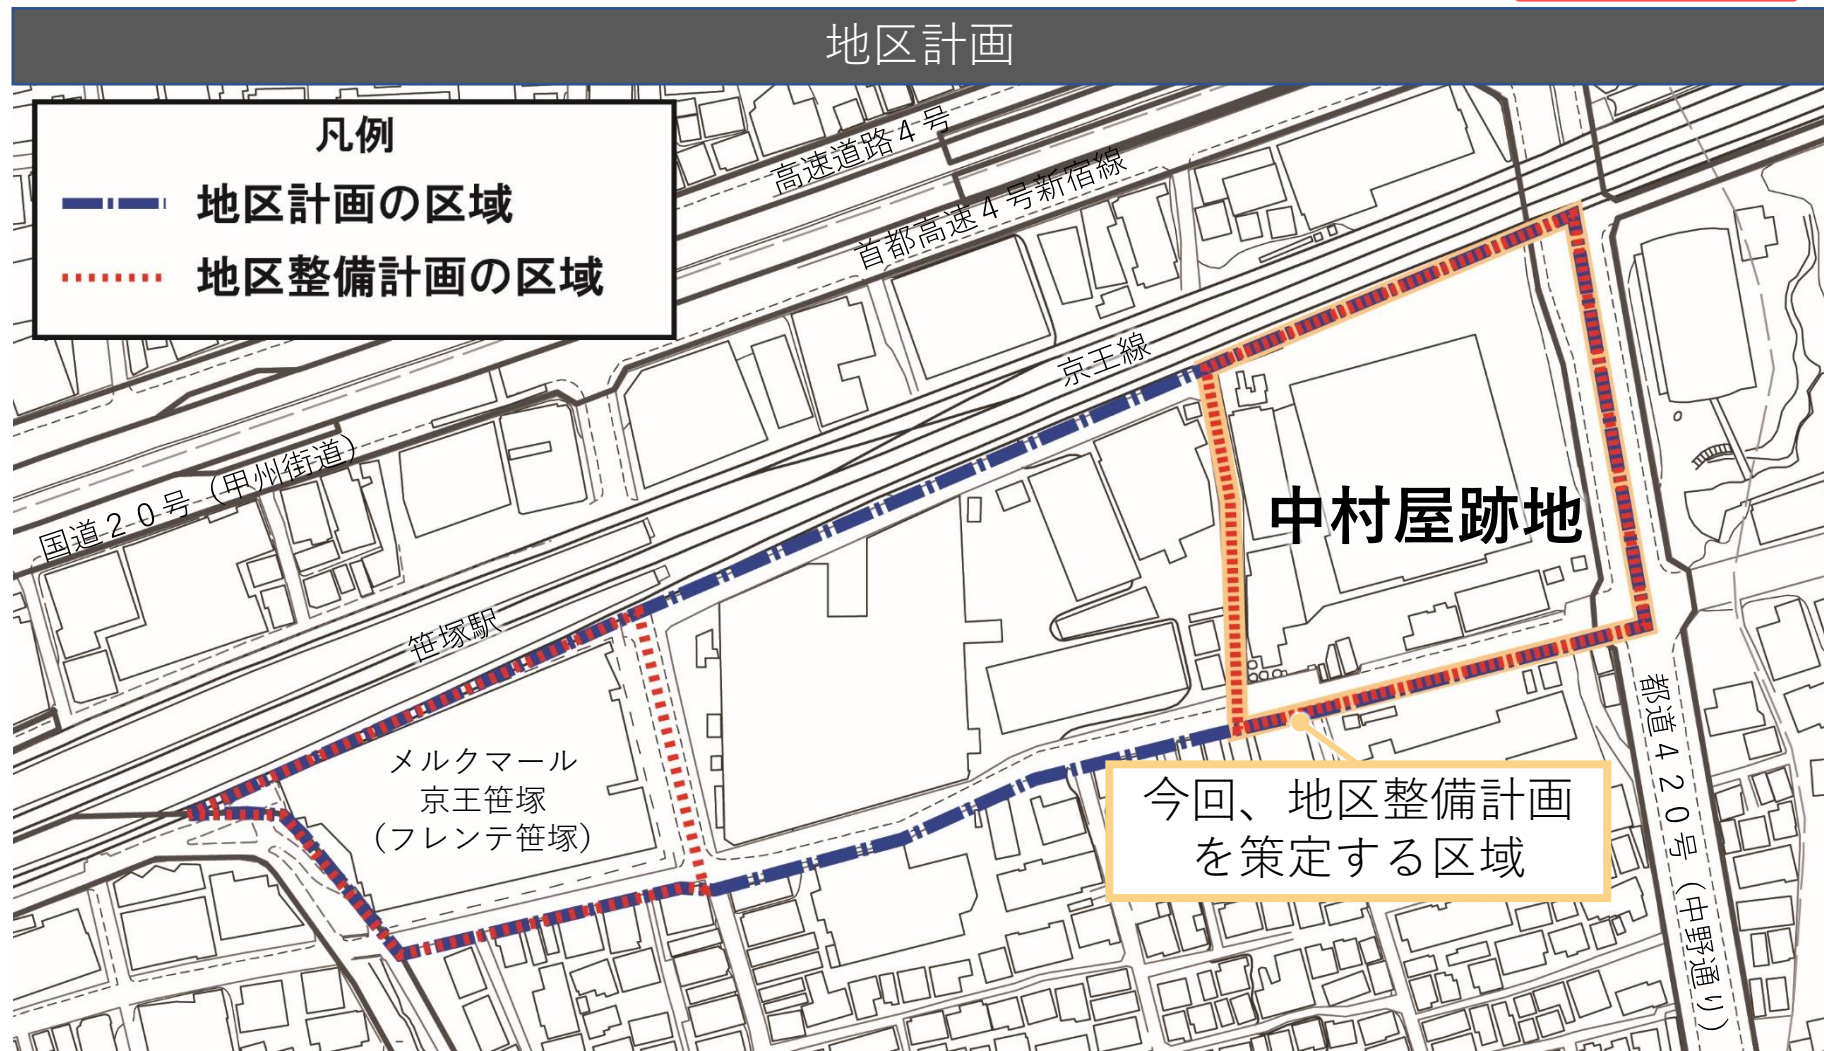 地区計画
凡例
地区計画の区域
地区整備計画の区域
高速道路４号
首都高速４号新宿線
京王線
国道２０号（甲州街道）
笹塚駅
中村屋跡地
メルクマール
京王笹塚
（フレンテ笹塚）
今回、地区整備計画
を策定する区域
都道４２０号（中野通り）